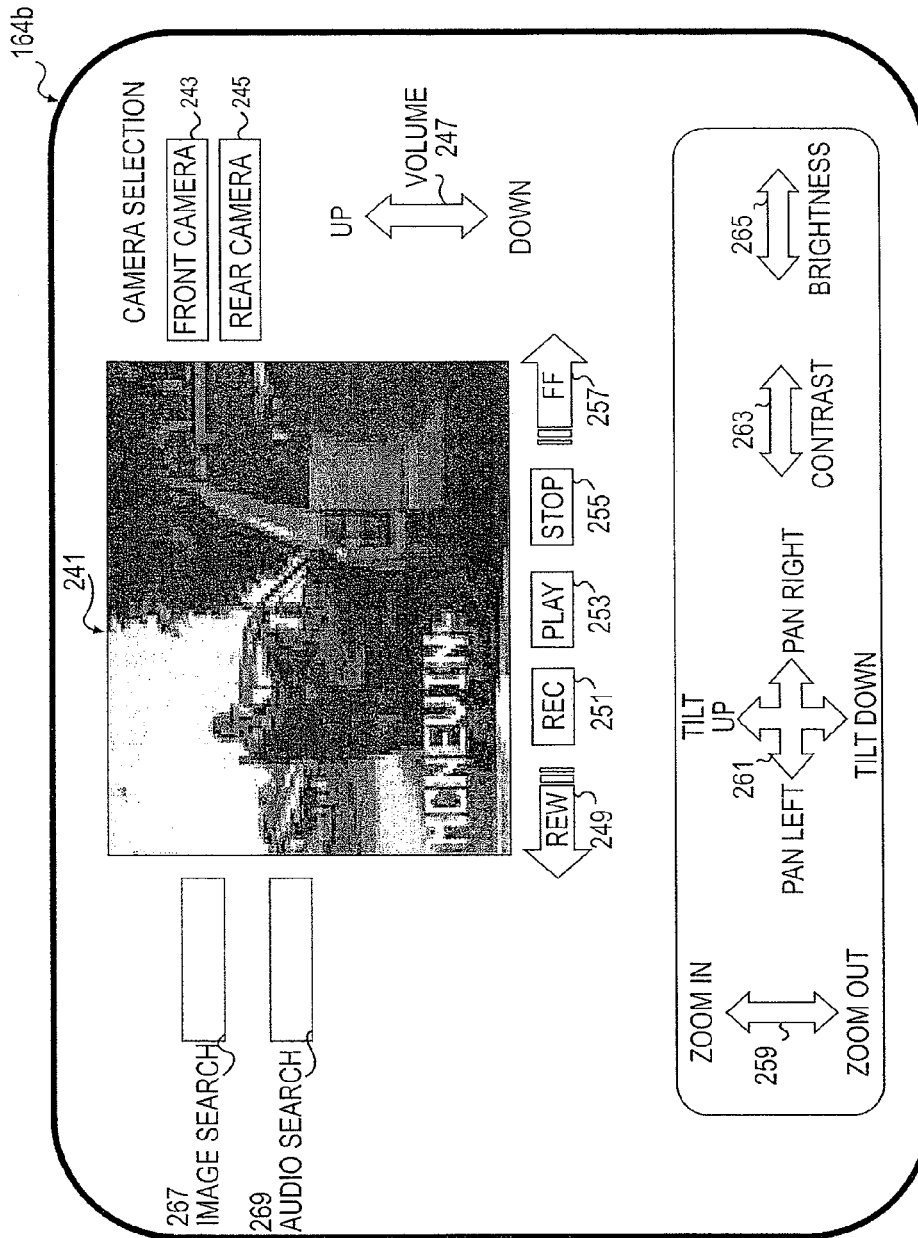 164b
241
CAMERA SELECTION
FRONT CAMERA
243
REAR CAMERA
245
267
IMAGE SEARCH
269
AUDIO SEARCH
UP
VOLUME
247
DOWN
REW
249
REC
251
PLAY
253
STOP
255
FF
257
ZOOM IN
259
ZOOM OUT
TILT
UP
261
PAN LEFT
PAN RIGHT
TILT DOWN
263
CONTRAST
265
BRIGHTNESS